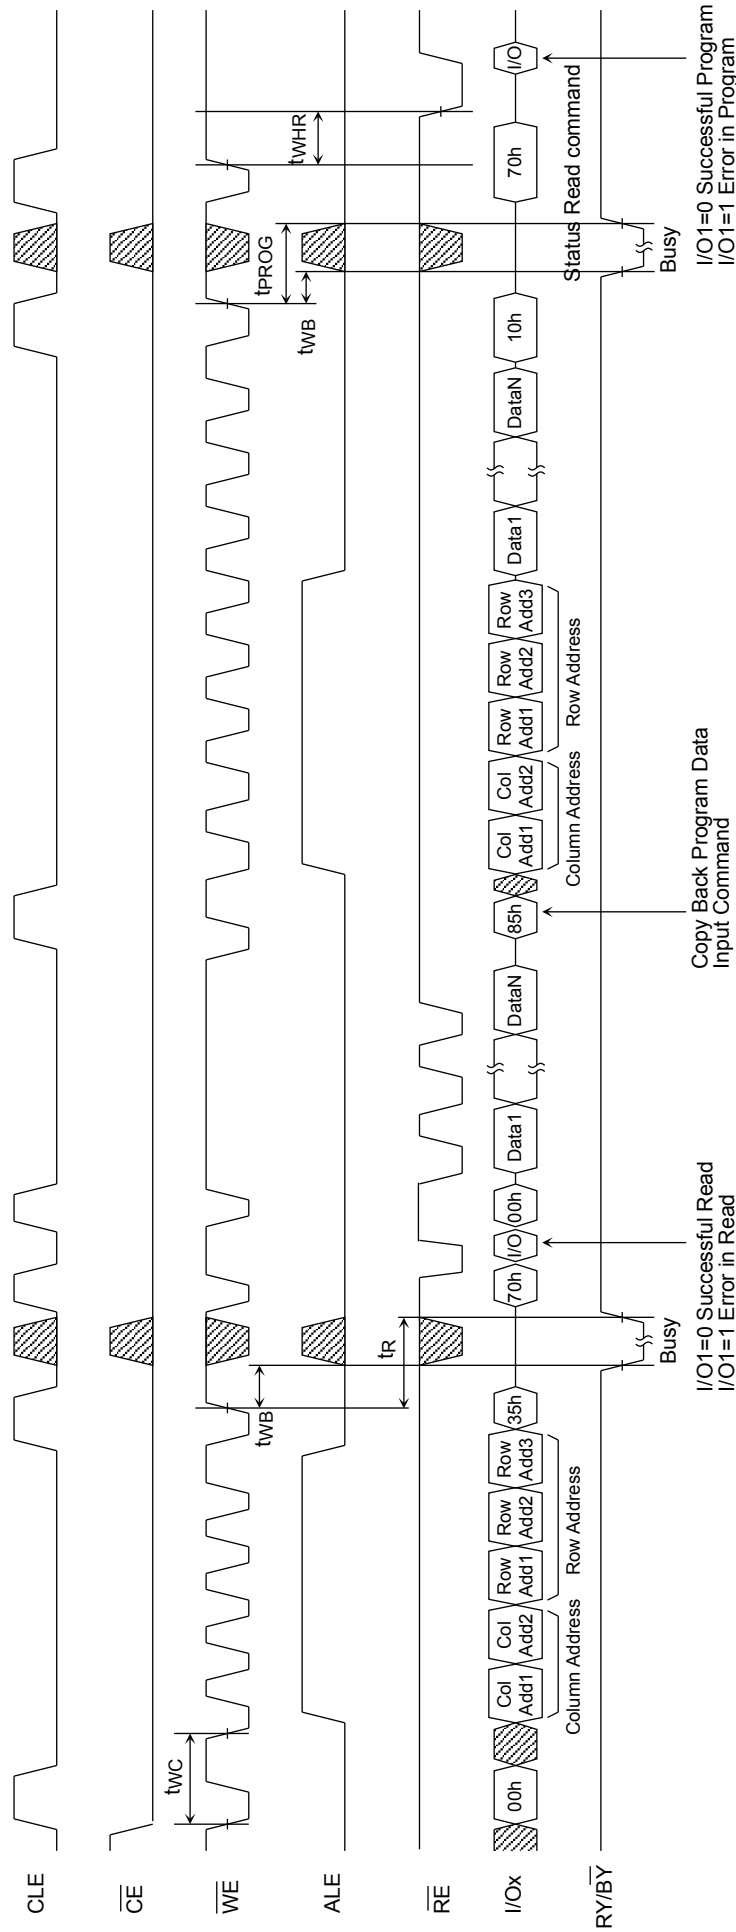 CLE
CE
WE
tWC
tWB
tWB
tPROG
tWHR
ALE
tR
RE
I/Ox
00h
Col Add1
Col Add2
Row Add1
Row Add2
Row Add3
35h
70h
I/O
00h
Data1
DataN
85h
Col Add1
Col Add2
Row Add1
Row Add2
Row Add3
Data1
DataN
10h
70h
I/O
Column Address
Row Address
Column Address
Row Address
Status Read command
RY/BY
Busy
Busy
I/O1=0 Successful Read
I/O1=1 Error in Read
Copy Back Program Data
Input Command
I/O1=0 Successful Program
I/O1=1 Error in Program